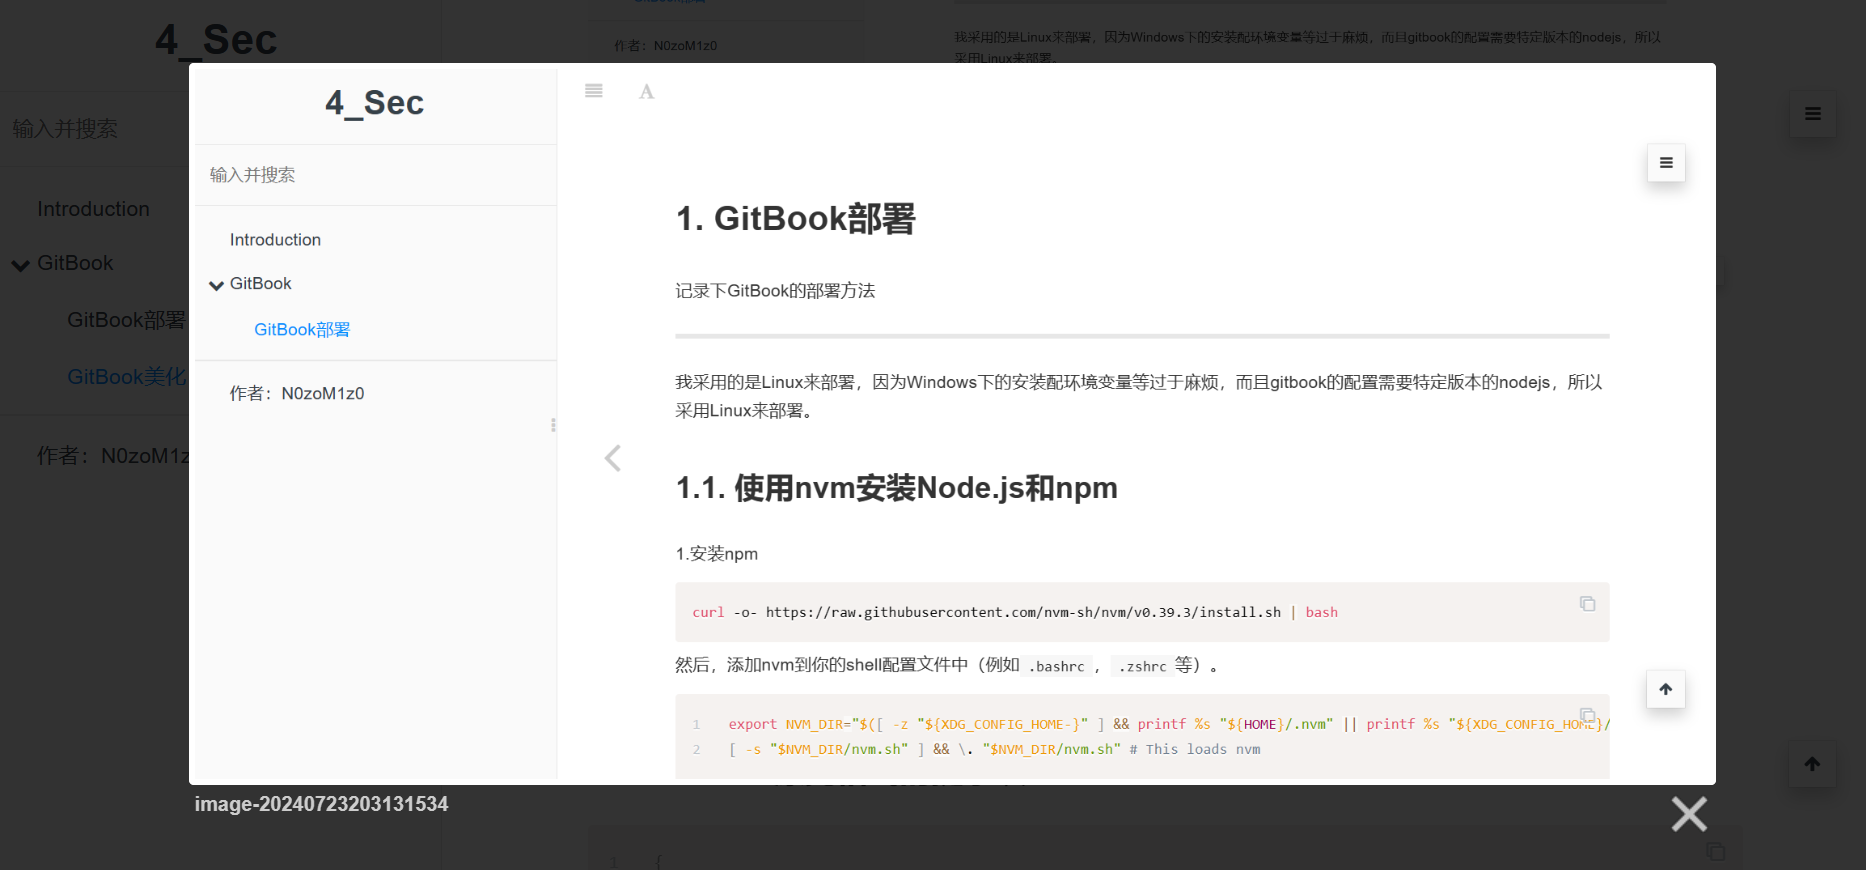 4_Sec
输入并搜索
Introduction
GitBook
GitBook部署
GitBook美化
作者：N0zoM1z
作者：N0zoM1z0
我采用的是Linux来部署，因为Windows下的安装配环境变量等过于麻烦，而且gitbook的配置需要特定版本的nodejs，所以
采用Linux来部署。
4_Sec
输入并搜索
Introduction
GitBook
GitBook部署
作者：N0zoM1z0
A
1. GitBook部署
记录下GitBook的部署方法
我采用的是Linux来部署，因为Windows下的安装配环境变量等过于麻烦，而且gitbook的配置需要特定版本的nodejs，所以
采用Linux来部署。
1.1. 使用nvm安装Node.js和npm
1.安装npm
curl -o- https://raw.githubusercontent.com/nvm-sh/nvm/v0.39.3/install.sh | bash
然后，添加nvm到你的shell配置文件中（例如 .bashrc ， .zshrc 等）。
1 export NVM_DIR="$([ -z "${XDG_CONFIG_HOME-}" ] && printf %s "${HOME}/.nvm" || printf %s "${XDG_CONFIG_HOME}/
2 [ -s "$NVM_DIR/nvm.sh" ] && \. "$NVM_DIR/nvm.sh" # This loads nvm
image-20240723203131534
1 {